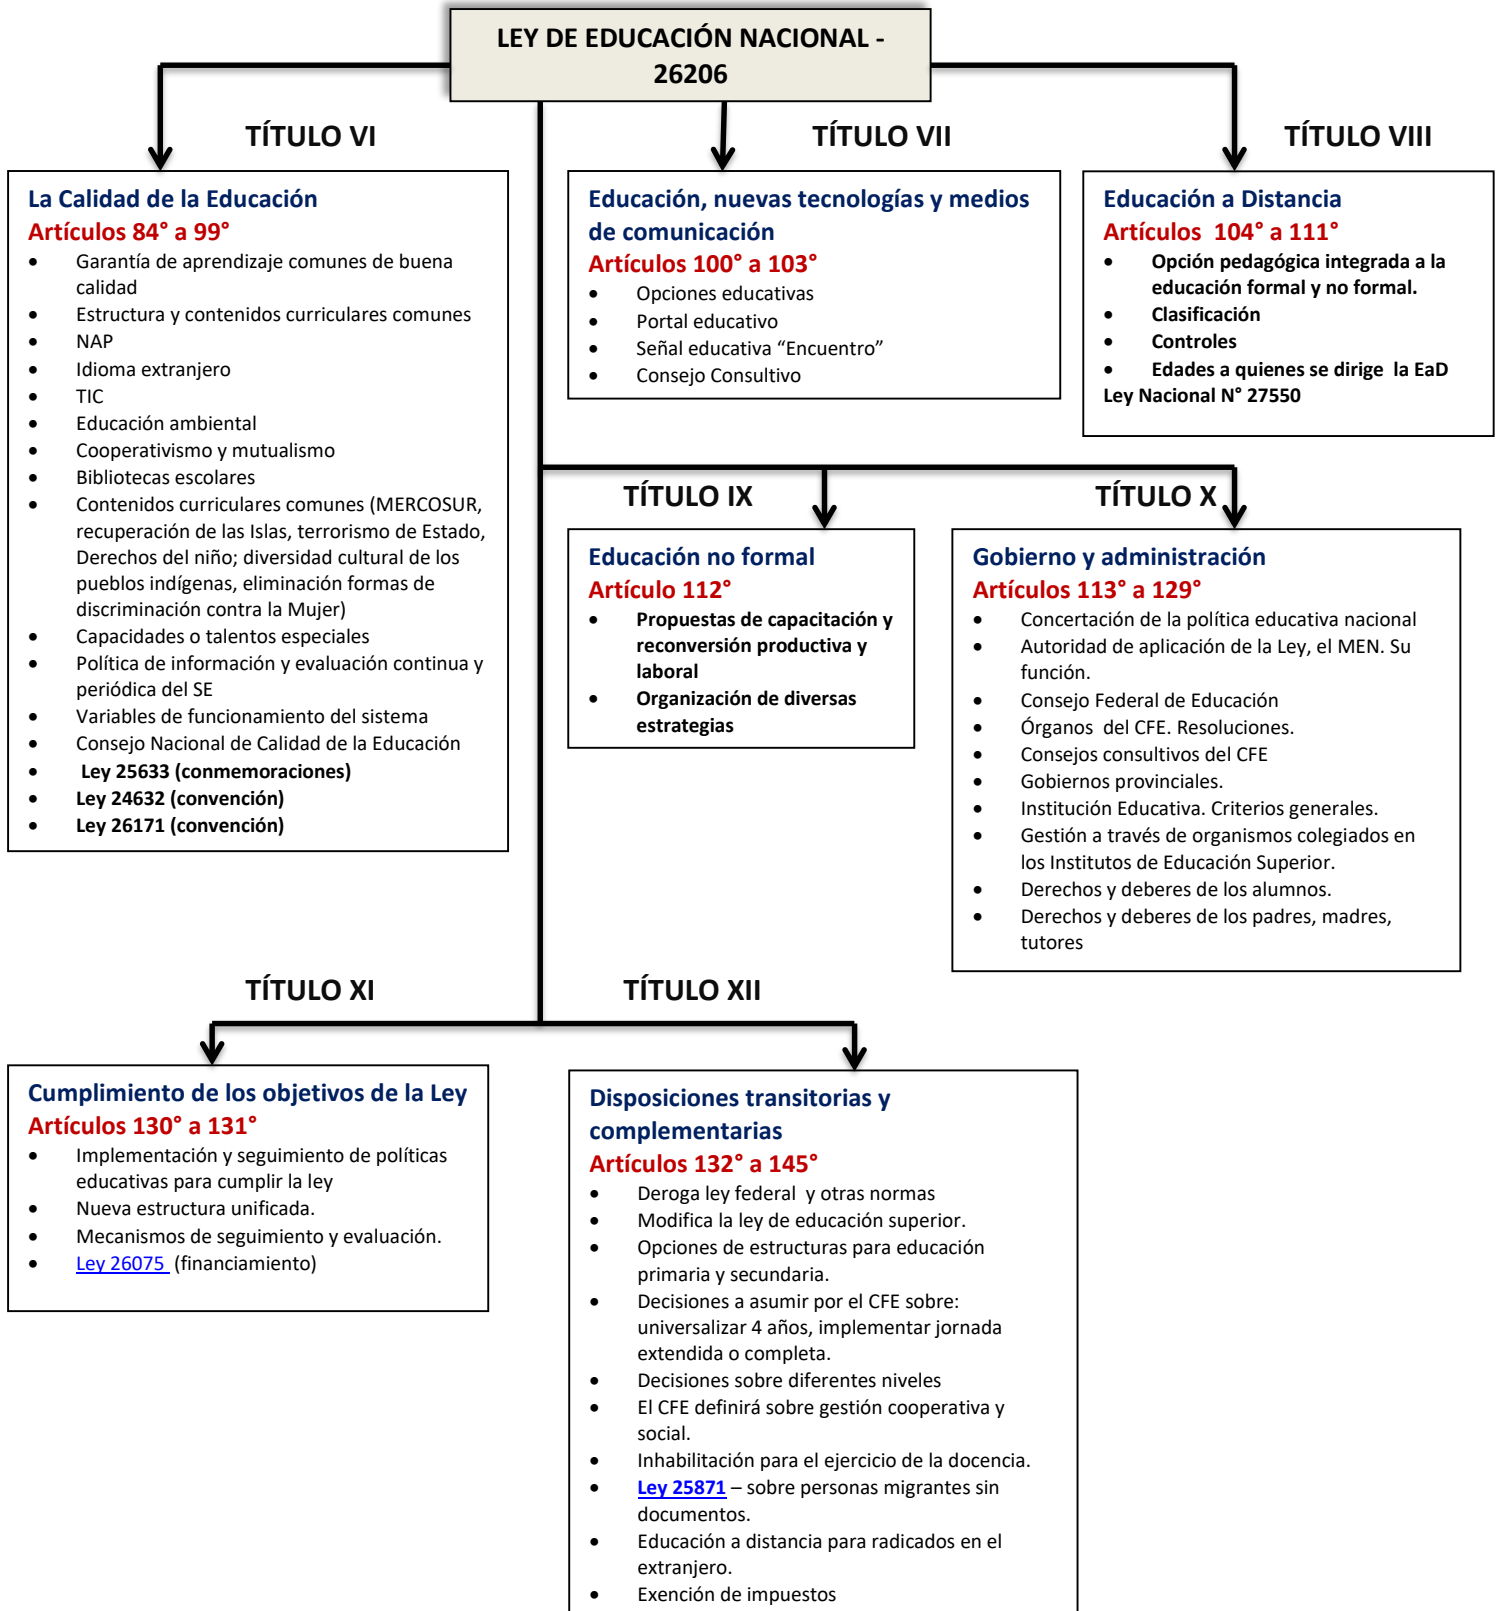 LEY DE EDUCACIÓN NACIONAL -
26206
TÍTULO VI
La Calidad de la Educación
Artículos 84° a 99°
• Garantía de aprendizaje comunes de buena
calidad
• Estructura y contenidos curriculares comunes
• NAP
• Idioma extranjero
• TIC
• Educación ambiental
• Cooperativismo y mutualismo
• Bibliotecas escolares
• Contenidos curriculares comunes (MERCOSUR,
recuperación de las Islas, terrorismo de Estado,
Derechos del niño; diversidad cultural de los
pueblos indígenas, eliminación formas de
discriminación contra la Mujer)
• Capacidades o talentos especiales
• Política de información y evaluación continua y
periódica del SE
• Variables de funcionamiento del sistema
• Consejo Nacional de Calidad de la Educación
• Ley 25633 (conmemoraciones)
• Ley 24632 (convención)
• Ley 26171 (convención)
TÍTULO VII
Educación, nuevas tecnologías y medios
de comunicación
Artículos 100° a 103°
• Opciones educativas
• Portal educativo
• Señal educativa “Encuentro”
• Consejo Consultivo
TÍTULO VIII
Educación a Distancia
Artículos 104° a 111°
• Opción pedagógica integrada a la
educación formal y no formal.
• Clasificación
• Controles
• Edades a quienes se dirige la EaD
Ley Nacional N° 27550
TÍTULO IX
Educación no formal
Artículo 112°
• Propuestas de capacitación y
reconversión productiva y
laboral
• Organización de diversas
estrategias
TÍTULO X
Gobierno y administración
Artículos 113° a 129°
• Concertación de la política educativa nacional
• Autoridad de aplicación de la Ley, el MEN. Su
función.
• Consejo Federal de Educación
• Órganos del CFE. Resoluciones.
• Consejos consultivos del CFE
• Gobiernos provinciales.
• Institución Educativa. Criterios generales.
• Gestión a través de organismos colegiados en
los Institutos de Educación Superior.
• Derechos y deberes de los alumnos.
• Derechos y deberes de los padres, madres,
tutores
TÍTULO XI
Cumplimiento de los objetivos de la Ley
Artículos 130° a 131°
• Implementación y seguimiento de políticas
educativas para cumplir la ley
• Nueva estructura unificada.
• Mecanismos de seguimiento y evaluación.
• Ley 26075 (financiamiento)
TÍTULO XII
Disposiciones transitorias y
complementarias
Artículos 132° a 145°
• Deroga ley federal y otras normas
• Modifica la ley de educación superior.
• Opciones de estructuras para educación
primaria y secundaria.
• Decisiones a asumir por el CFE sobre:
universalizar 4 años, implementar jornada
extendida o completa.
• Decisiones sobre diferentes niveles
• El CFE definirá sobre gestión cooperativa y
social.
• Inhabilitación para el ejercicio de la docencia.
• Ley 25871 – sobre personas migrantes sin
documentos.
• Educación a distancia para radicados en el
extranjero.
• Exención de impuestos